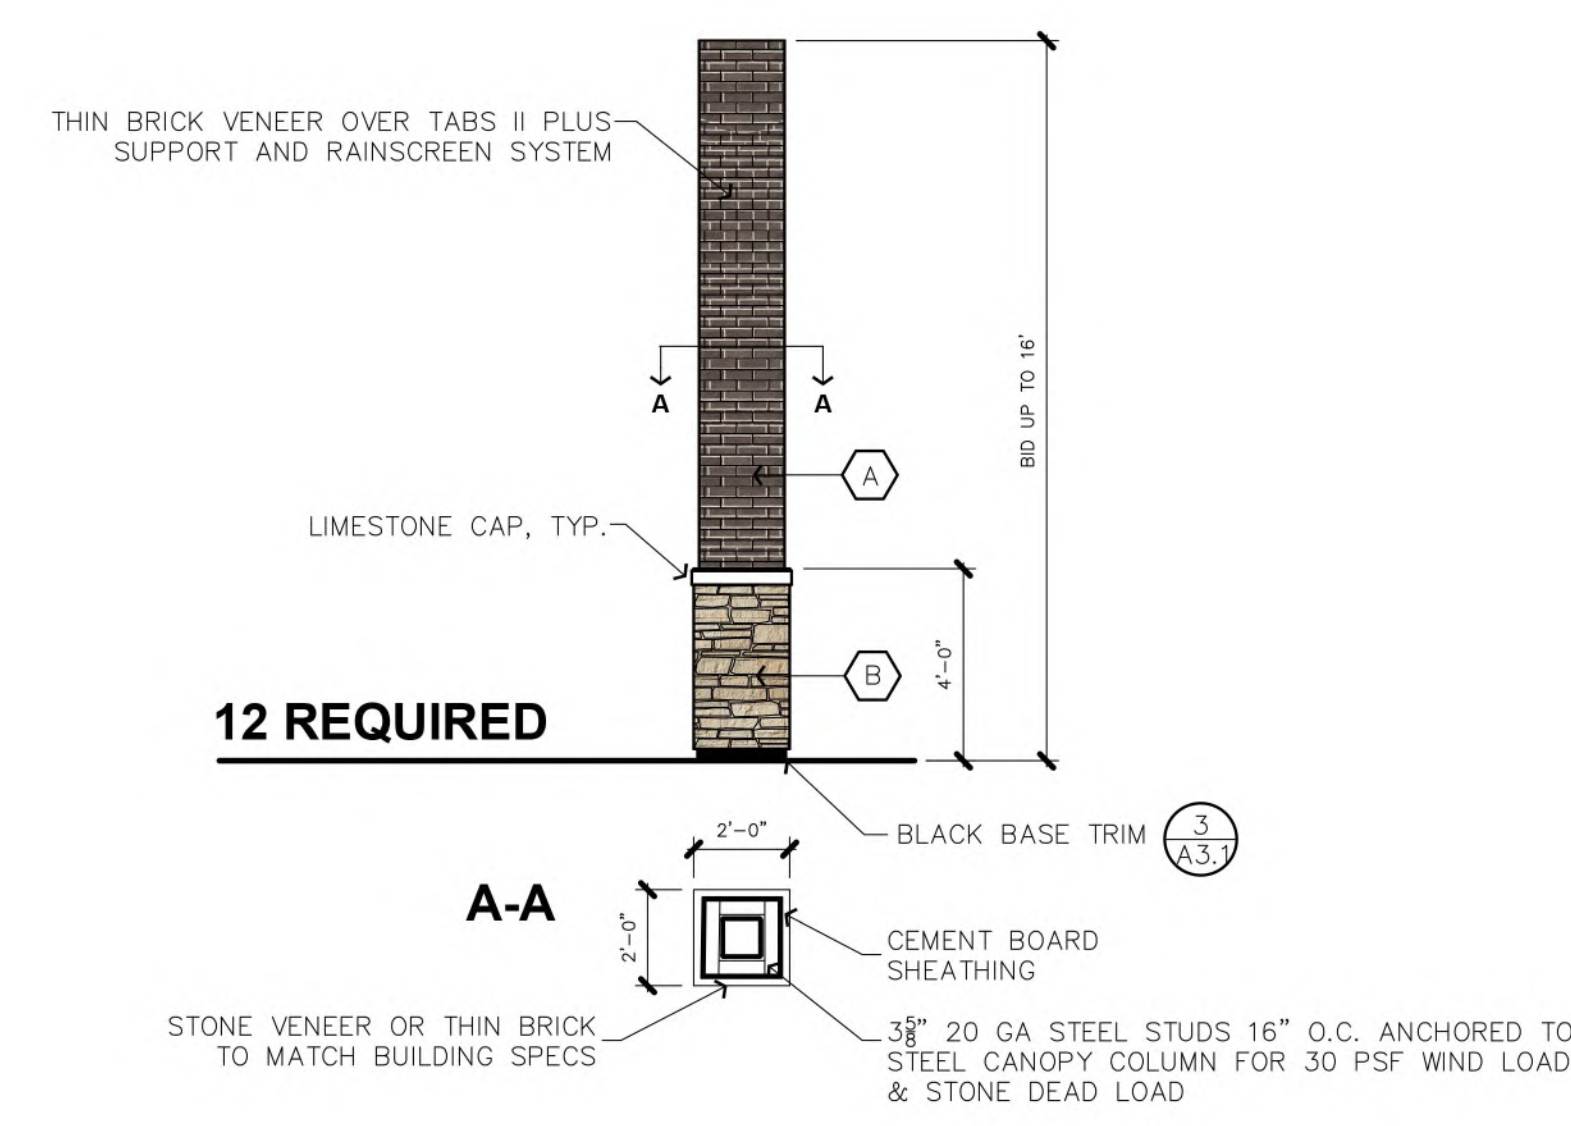 THIN BRICK VENEER OVER TABS II PLUS
SUPPORT AND RAINSCREEN SYSTEM
BID UP TO 16'
A
A
A
LIMESTONE CAP, TYP.
4'-0"
B
12 REQUIRED
BLACK BASE TRIM
3
A3.1
2'-0"
A-A
2'-0"
CEMENT BOARD
SHEATHING
STONE VENEER OR THIN BRICK
TO MATCH BUILDING SPECS
3 5/8" 20 GA STEEL STUDS 16" O.C. ANCHORED TO
STEEL CANOPY COLUMN FOR 30 PSF WIND LOAD
& STONE DEAD LOAD